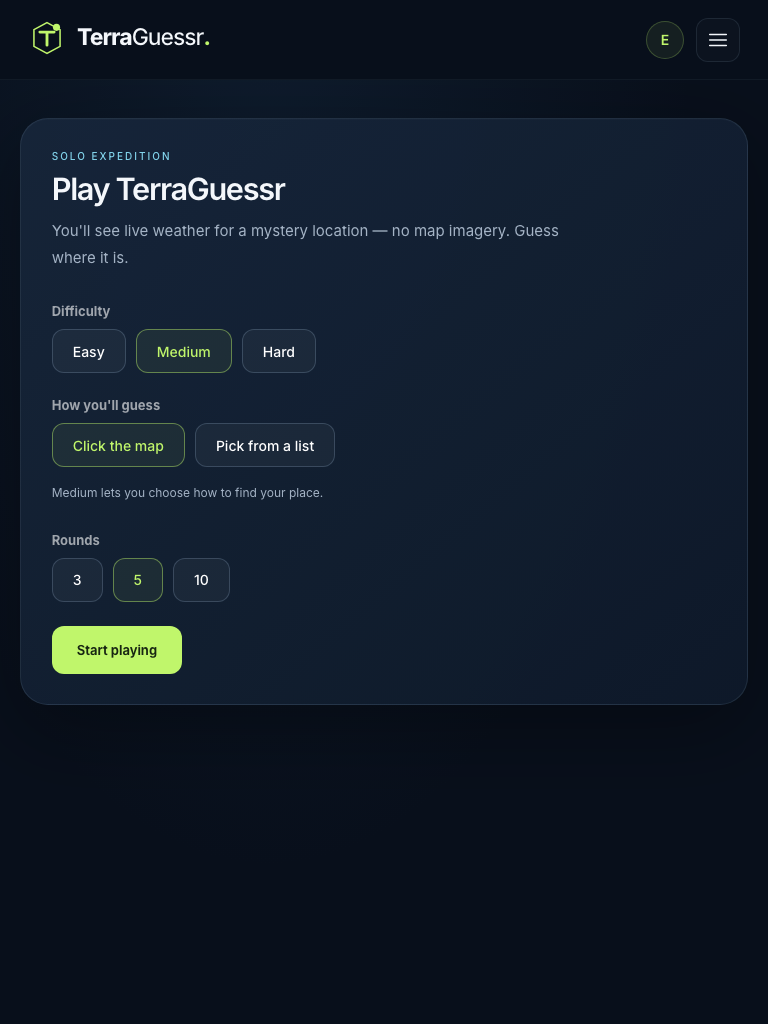 TerraGuessr.
E
SOLO EXPEDITION
Play TerraGuessr
You'll see live weather for a mystery location — no map imagery. Guess
where it is.
Difficulty
Easy
Medium
Hard
How you'll guess
Click the map
Pick from a list
Medium lets you choose how to find your place.
Rounds
3
5
10
Start playing